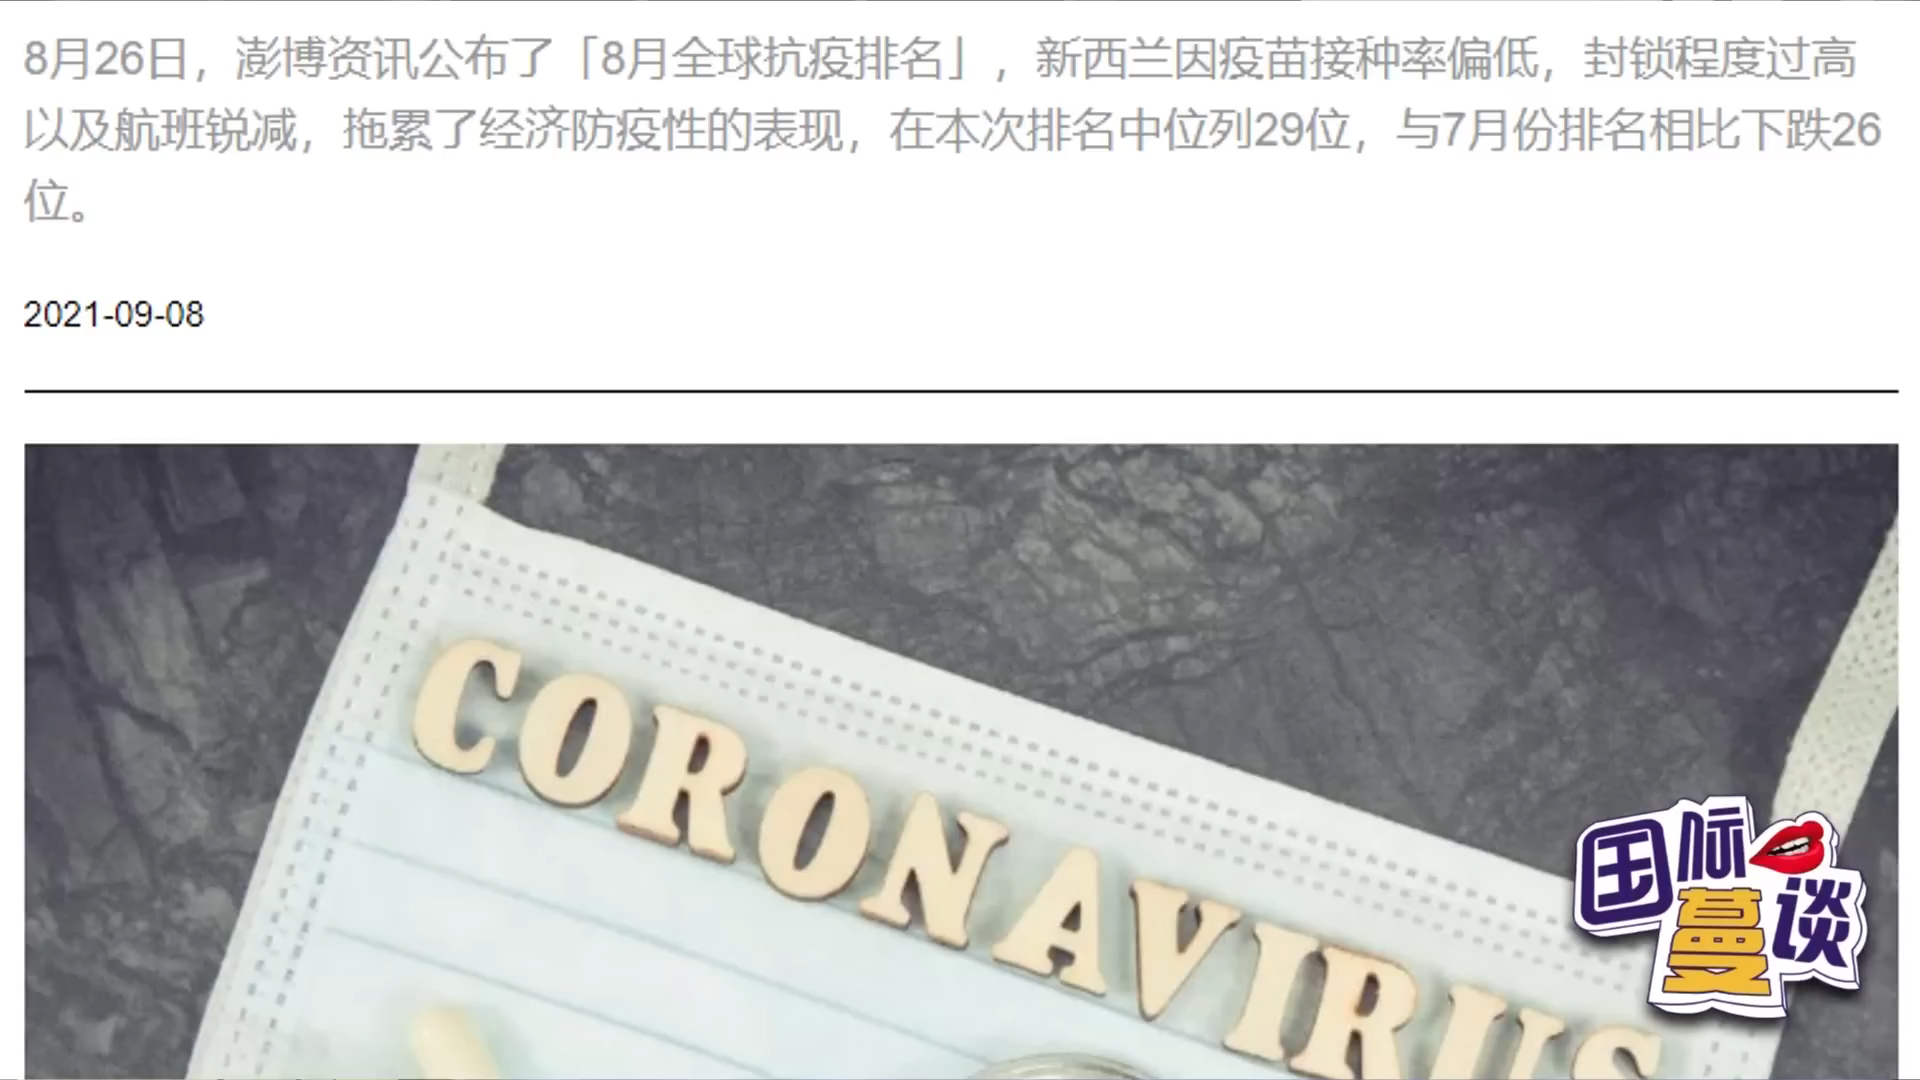 8月26日，澎博资讯公布了「8月全球抗疫排名」，新西兰因疫苗接种率偏低，封锁程度过高
以及航班锐减，拖累了经济防疫性的表现，在本次排名中位列29位，与7月份排名相比下跌26
位。
2021-09-08
CORONAVIRUS
国际
蔓谈